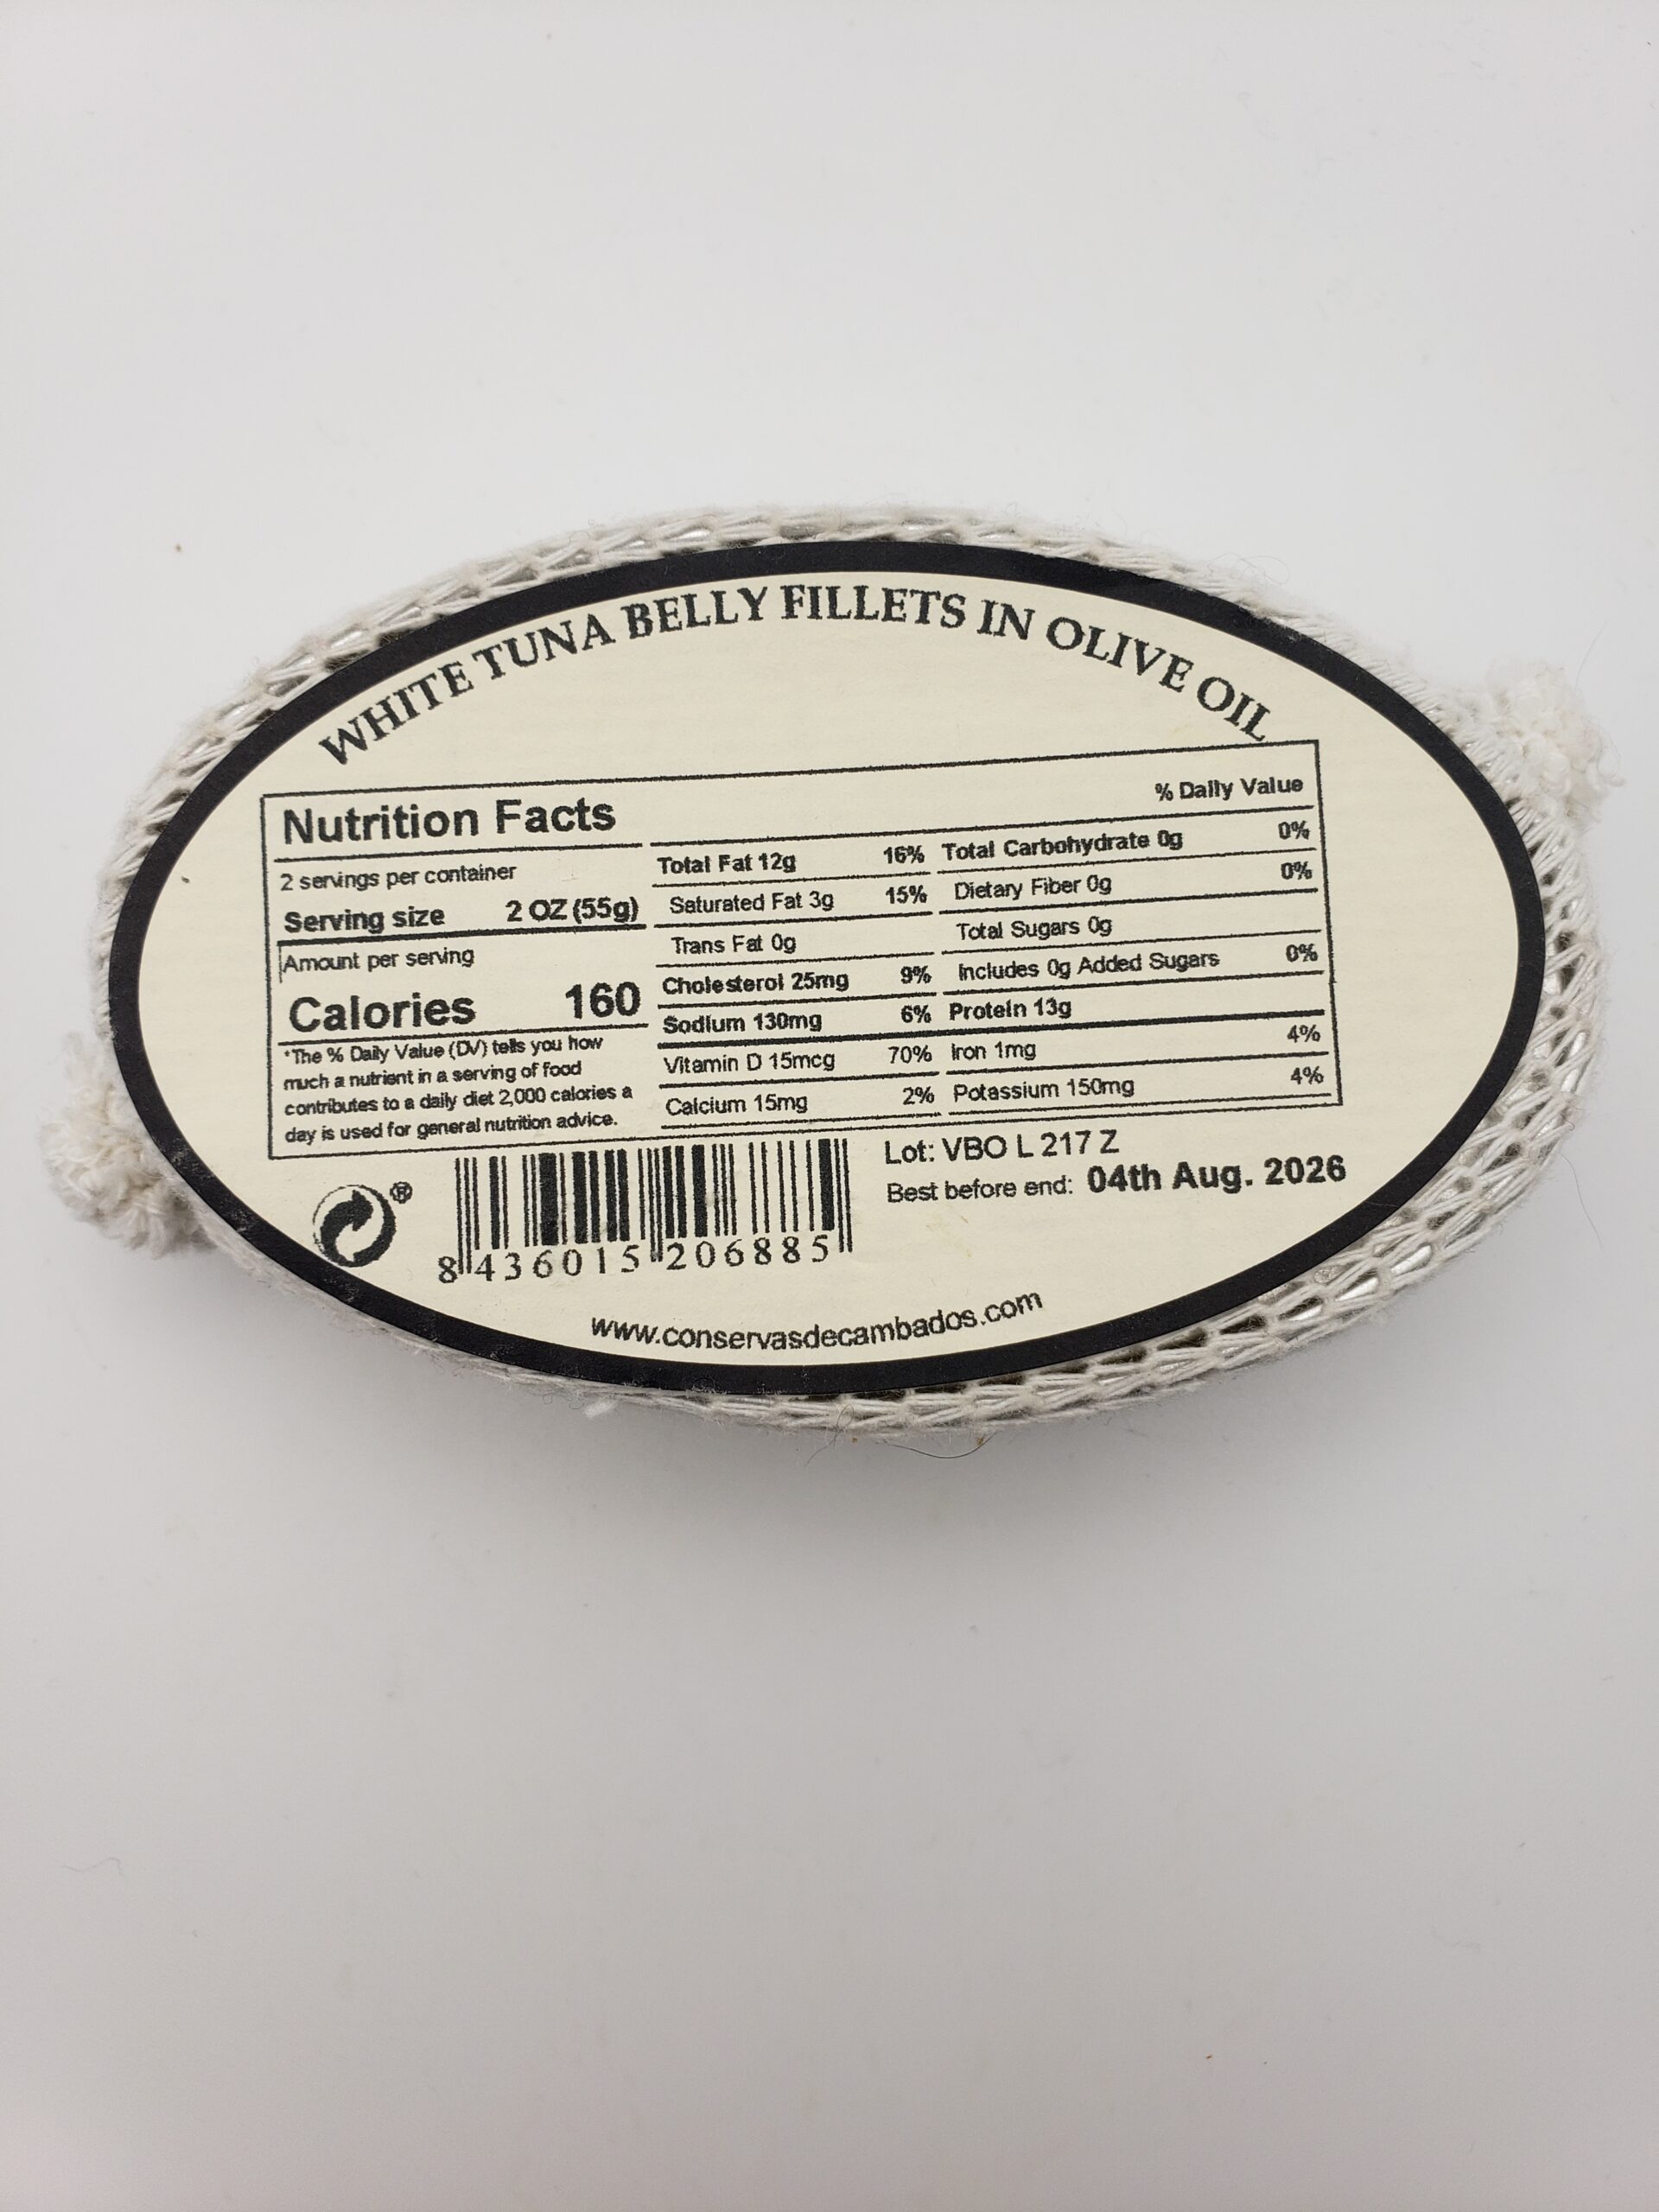 WHITE TUNA BELLY FILLETS IN OLIVE OIL
Nutrition Facts
2 servings per container
Serving size 2 OZ (55g)
Amount per serving
Calories 160
*The % Daily Value (DV) tells you how
much a nutrient in a serving of food
contributes to a daily diet 2,000 calories a
day is used for general nutrition advice.
% Daily Value
Total Fat 12g 16%
Saturated Fat 3g 15%
Trans Fat 0g
Cholesterol 25mg 9%
Sodium 130mg 6%
Vitamin D 15mcg 70%
Calcium 15mg 2%
Total Carbohydrate 0g 0%
Dietary Fiber 0g 0%
Total Sugars 0g
Includes 0g Added Sugars 0%
Protein 13g
Iron 1mg 4%
Potassium 150mg 4%
®
8 436015 206885
Lot: VBO L 217 Z
Best before end: 04th Aug. 2026
www.conservasdecambados.com